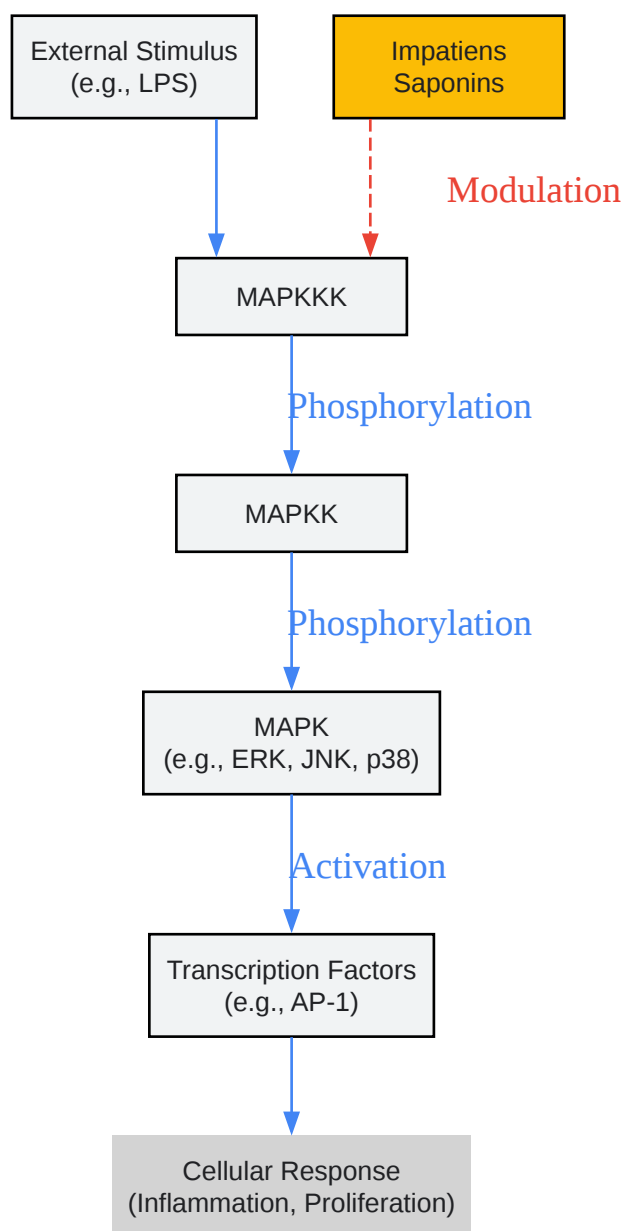 External Stimulus
(e.g., LPS)
Impatiens
Saponins
Modulation
MAPKKK
Phosphorylation
MAPKK
Phosphorylation
MAPK
(e.g., ERK, JNK, p38)
Activation
Transcription Factors
(e.g., AP-1)
Cellular Response
(Inflammation, Proliferation)